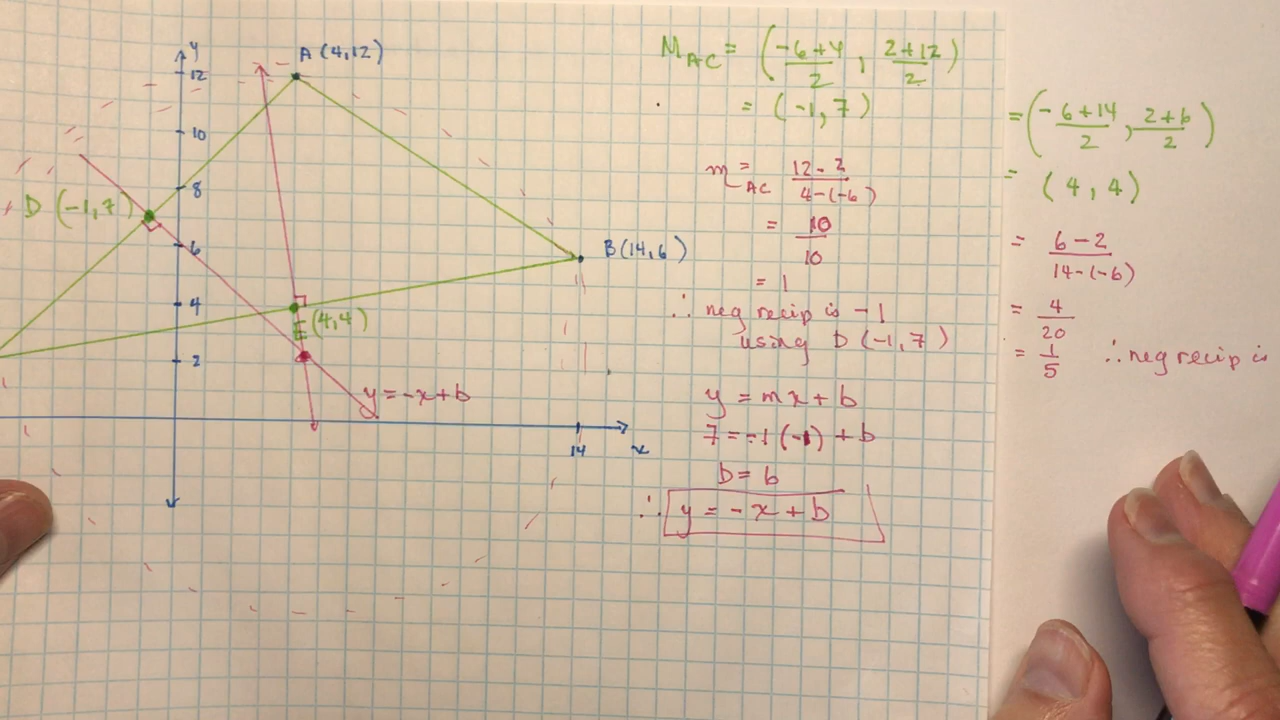 y
12
A (4,12)
10
8
D (-1,7)
6
B (14,6)
4
E (4,4)
2
y = -x + 6
14
x
M_AC = (-6+4/2, 2+12/2)
= (-1, 7)
m_AC = 12-2/4-(-6)
= 10/10
= 1
∴ neg recip is -1
using D (-1, 7)
y = mx + b
7 = -1(-1) + b
b = 6
∴ y = -x + 6
= (-6+14/2, 2+6/2)
= (4, 4)
= 6-2/14-(-6)
= 4/20
= 1/5 ∴ neg recip is